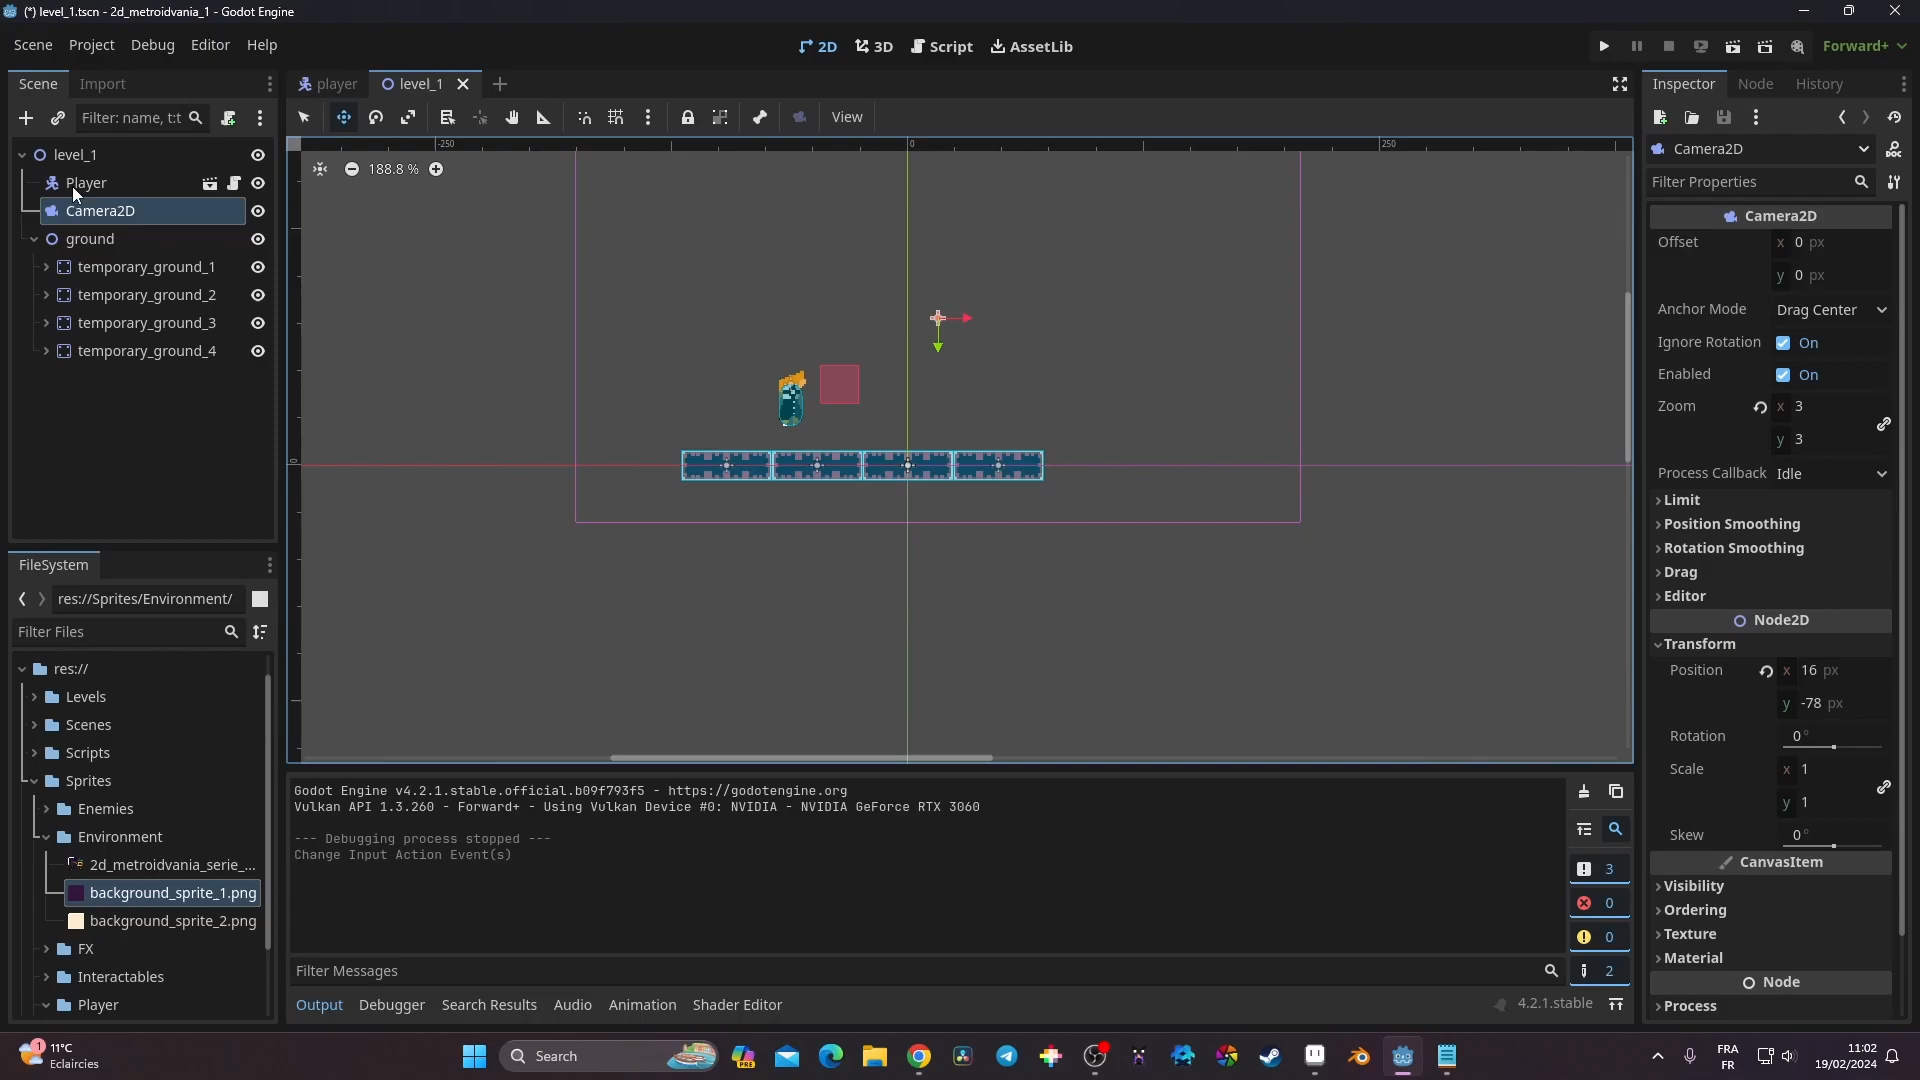 (*) level_1.tscn - 2d_metroidvania_1 - Godot Engine
Scene Project Debug Editor Help
2D 3D Script AssetLib
Forward+
Scene Import
player level_1
Inspector Node History
Filter: name, t:t
View
Camera2D
Filter Properties
level_1
Player
Camera2D
ground
temporary_ground_1
temporary_ground_2
temporary_ground_3
temporary_ground_4
-250 0 250
188.8 %
0
Camera2D
Offset x 0 px
y 0 px
Anchor Mode Drag Center
Ignore Rotation On
Enabled On
Zoom x 3
y 3
Process Callback Idle
Limit
Position Smoothing
Rotation Smoothing
Drag
Editor
Node2D
Transform
Position x 16 px
y -78 px
Rotation 0 °
Scale x 1
y 1
Skew 0 °
CanvasItem
Visibility
Ordering
Texture
Material
Node
Process
FileSystem
res://Sprites/Environment/
Filter Files
res://
Levels
Scenes
Scripts
Sprites
Enemies
Environment
2d_metroidvania_serie_...
background_sprite_1.png
background_sprite_2.png
FX
Interactables
Player
Godot Engine v4.2.1.stable.official.b09f793f5 - https://godotengine.org
Vulkan API 1.3.260 - Forward+ - Using Vulkan Device #0: NVIDIA - NVIDIA GeForce RTX 3060
--- Debugging process stopped ---
Change Input Action Event(s)
3
0
0
2
Filter Messages
Output Debugger Search Results Audio Animation Shader Editor
4.2.1.stable
1
11°C
Eclaircies
Search
PRE
FRA
FR
11:02
19/02/2024